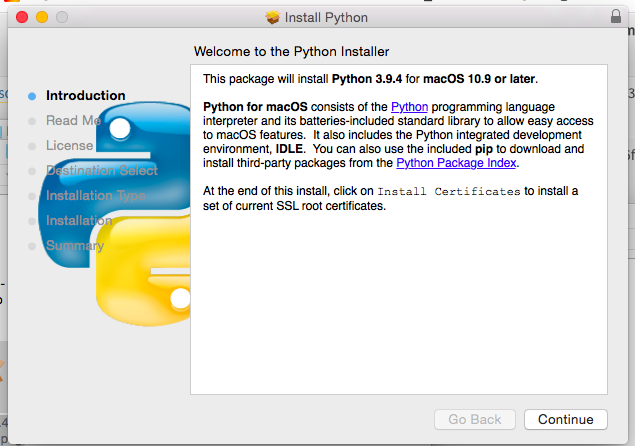 Install Python
Welcome to the Python Installer
Introduction
Read Me
License
Destination Select
Installation Type
Installation
Summary
This package will install Python 3.9.4 for macOS 10.9 or later.
Python for macOS consists of the Python programming language
interpreter and its batteries-included standard library to allow easy access
to macOS features.  It also includes the Python integrated development
environment, IDLE.  You can also use the included pip to download and
install third-party packages from the Python Package Index.
At the end of this install, click on Install Certificates to install a
set of current SSL root certificates.
Go Back
Continue